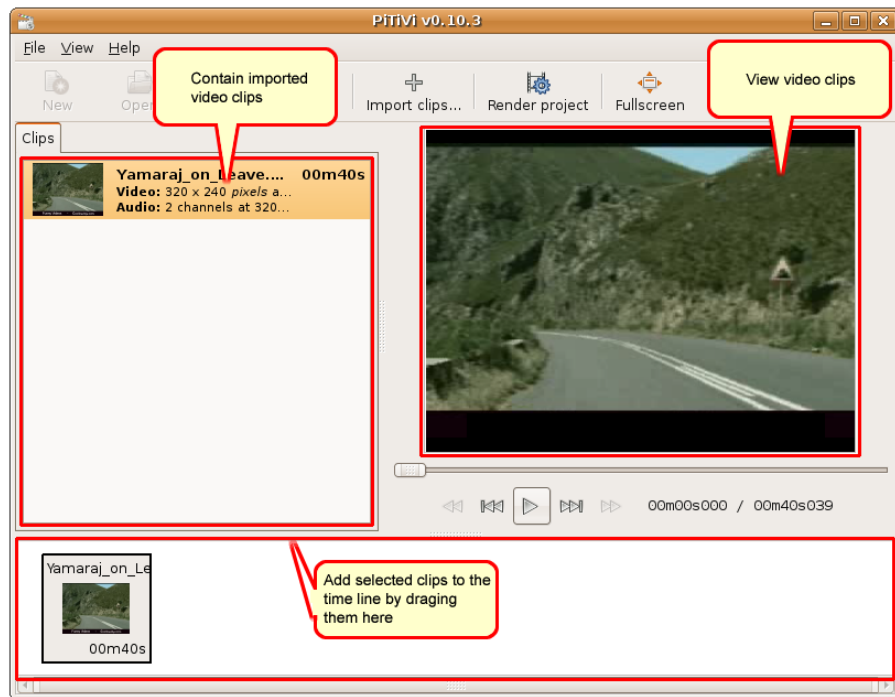 PiTiVi v0.10.3
File View Help
New
Open
Import clips...
Render project
Fullscreen
Contain imported
video clips
View video clips
Clips
Yamaraj_on_Leave.... 00m40s
Video: 320 x 240 pixels a...
Audio: 2 channels at 320...
00m00s000 / 00m40s039
Yamaraj_on_Le
00m40s
Add selected clips to the
time line by draging
them here